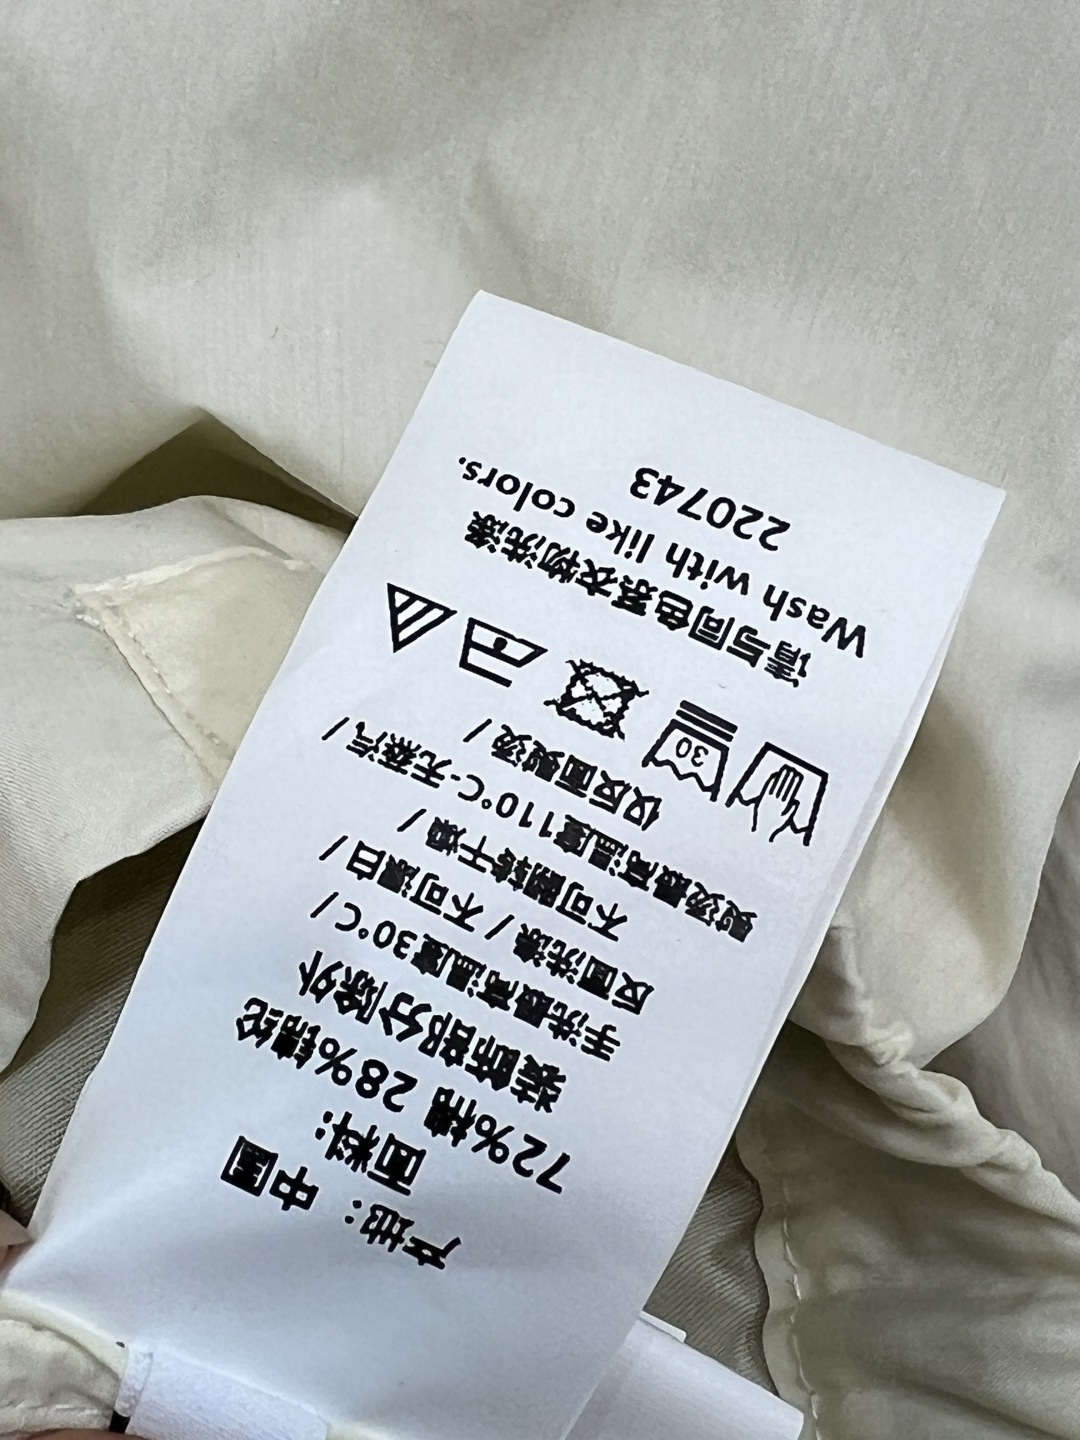 产地：中国
面料：
72%棉 28%锦纶
装饰部分除外
手洗最高温度30℃/
反面洗涤/不可漂白/
不可翻转干燥/
熨烫最高温度110℃-无蒸汽/
仅反面熨烫/
30
请与同色系衣物洗涤
Wash with like colors.
220743